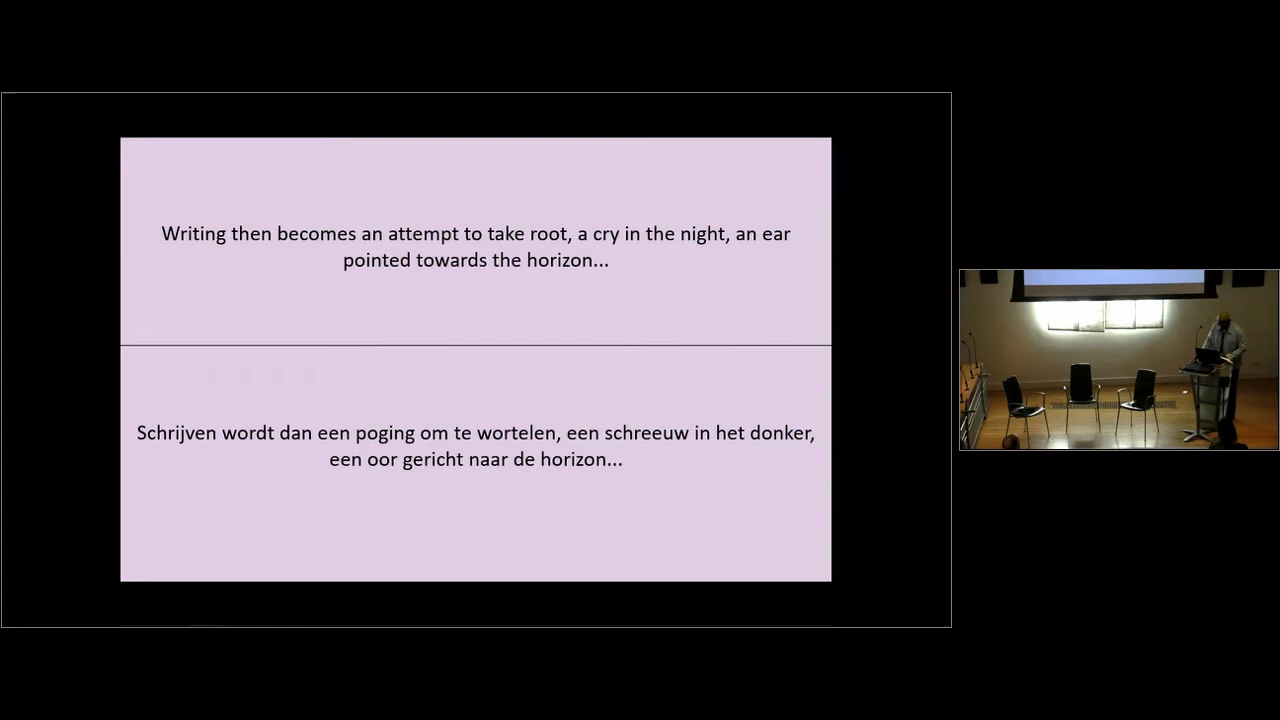 Writing then becomes an attempt to take root, a cry in the night, an ear
pointed towards the horizon...
Schrijven wordt dan een poging om te wortelen, een schreeuw in het donker,
een oor gericht naar de horizon...